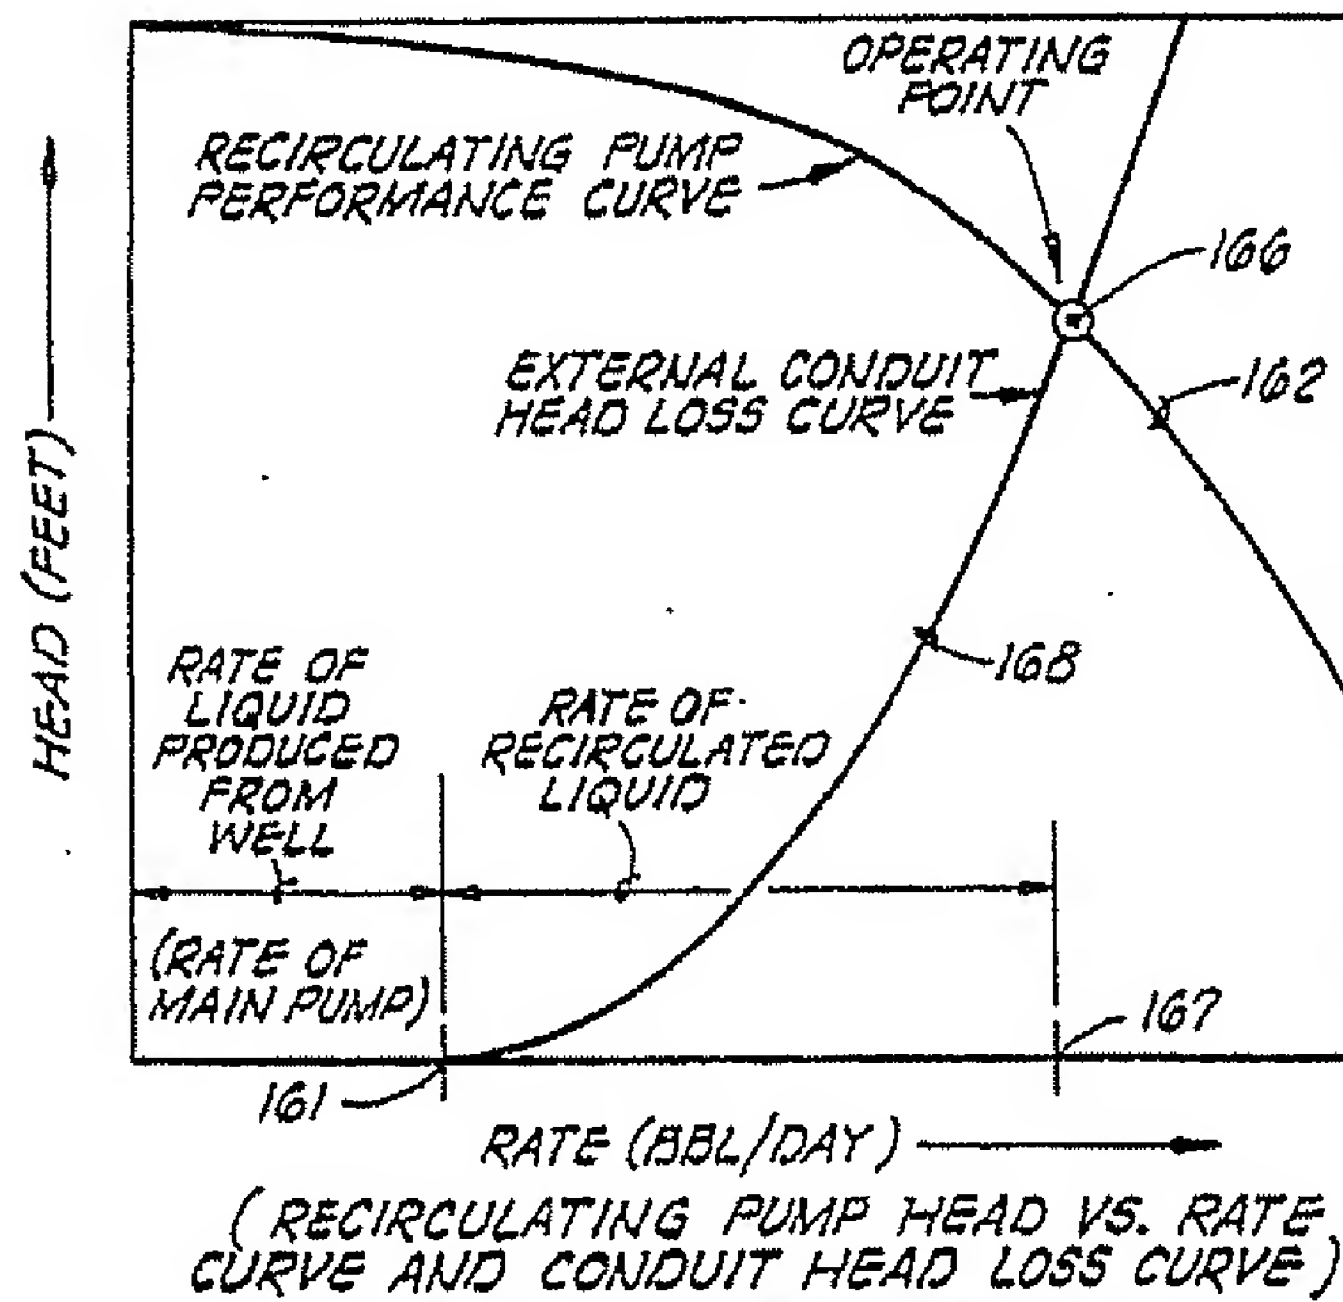 OPERATING
POINT
RECIRCULATING PUMP
PERFORMANCE CURVE
166
EXTERNAL CONDUIT
HEAD LOSS CURVE
162
HEAD (FEET)
168
RATE OF
LIQUID
PRODUCED
FROM
WELL
RATE OF
RECIRCULATED
LIQUID
(RATE OF
MAIN PUMP)
167
161
RATE (BBL/DAY)
(RECIRCULATING PUMP HEAD VS. RATE
CURVE AND CONDUIT HEAD LOSS CURVE)